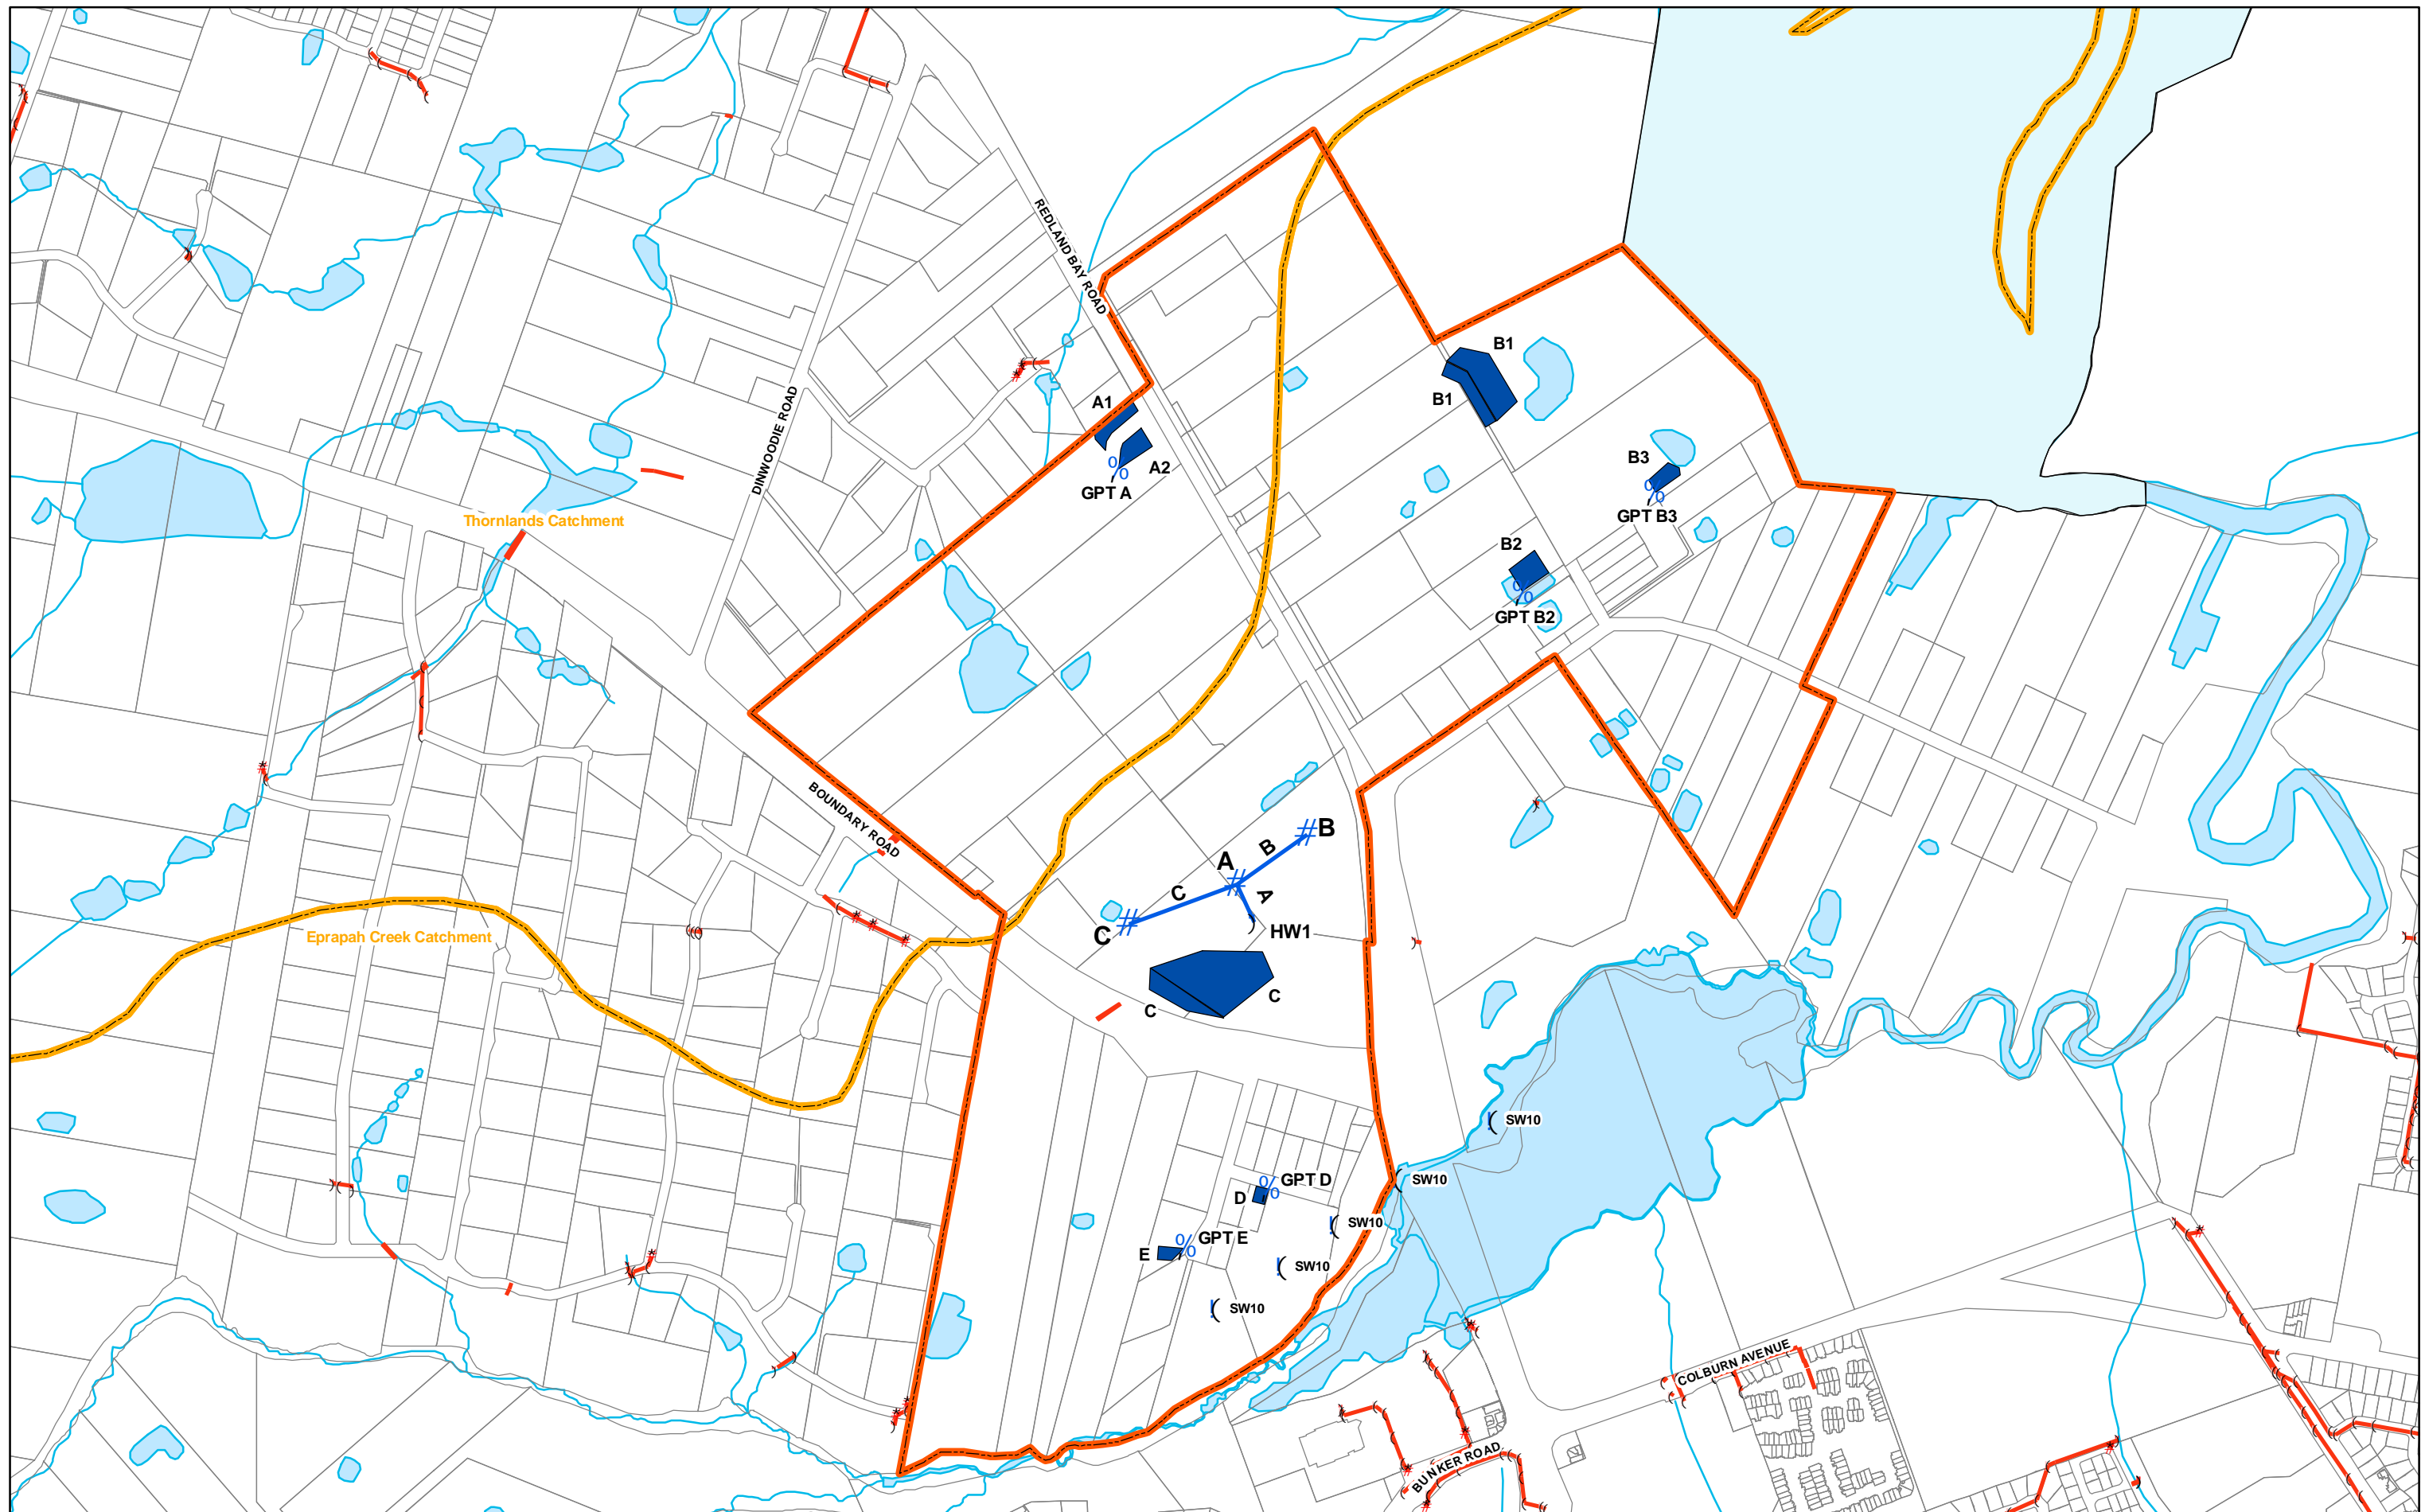 REDLAND BAY ROAD
B1
B1
DINWOODIE ROAD
A1
A2
GPT A
B3
GPT B3
Thornlands Catchment
B2
GPT B2
BOUNDARY ROAD
B
B
A
C
A
C
HW1
Eprapah Creek Catchment
C
C
SW10
GPT D
SW10
D
SW10
GPT E
E
SW10
SW10
COLBURN AVENUE
BUNKER ROAD